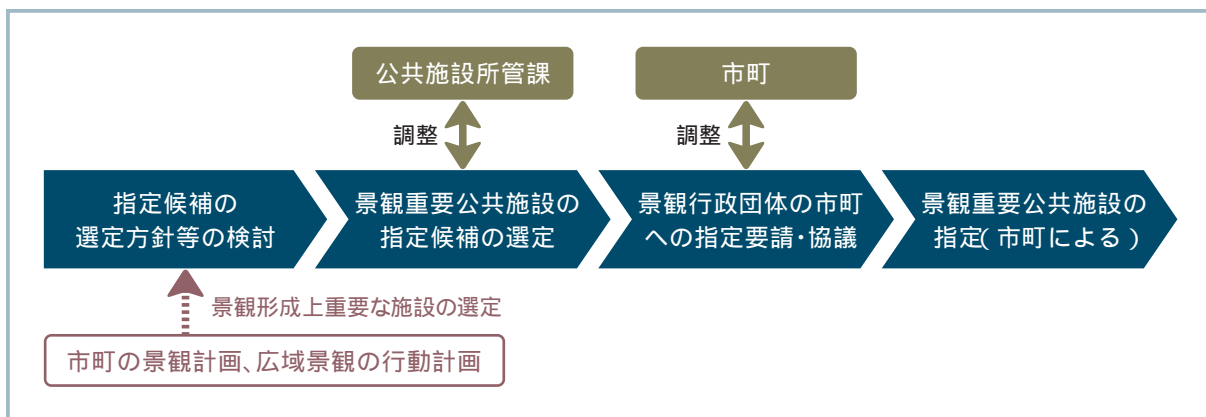 公共施設所管課
市町
調整
調整
指定候補の
選定方針等の検討
景観重要公共施設の
指定候補の選定
景観行政団体の市町
への指定要請・協議
景観重要公共施設の
指定(市町による)
景観形成上重要な施設の選定
市町の景観計画、広域景観の行動計画